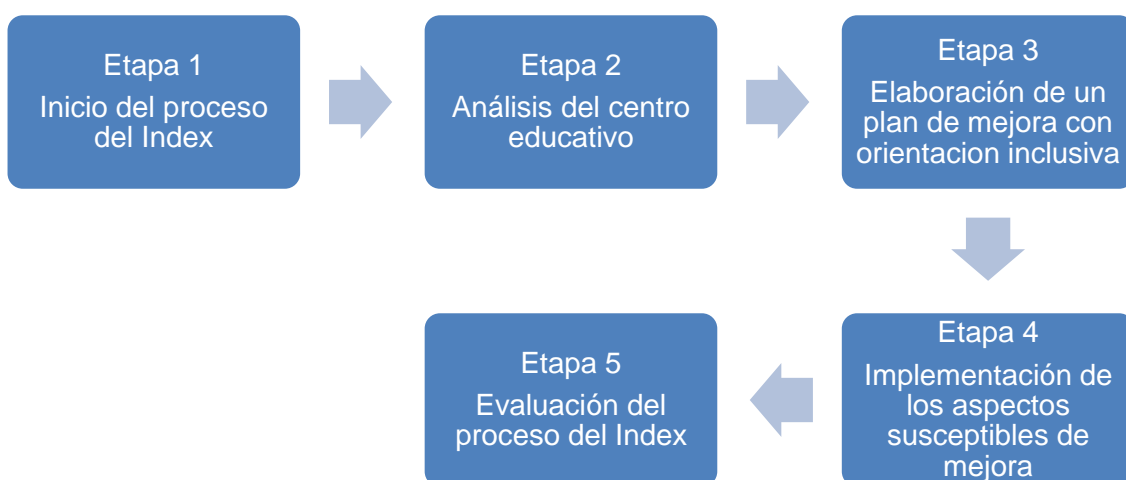 Etapa 1
Inicio del proceso
del Index
Etapa 2
Análisis del centro
educativo
Etapa 3
Elaboración de un
plan de mejora con
orientacion inclusiva
Etapa 4
Implementación de
los aspectos
susceptibles de
mejora
Etapa 5
Evaluación del
proceso del Index